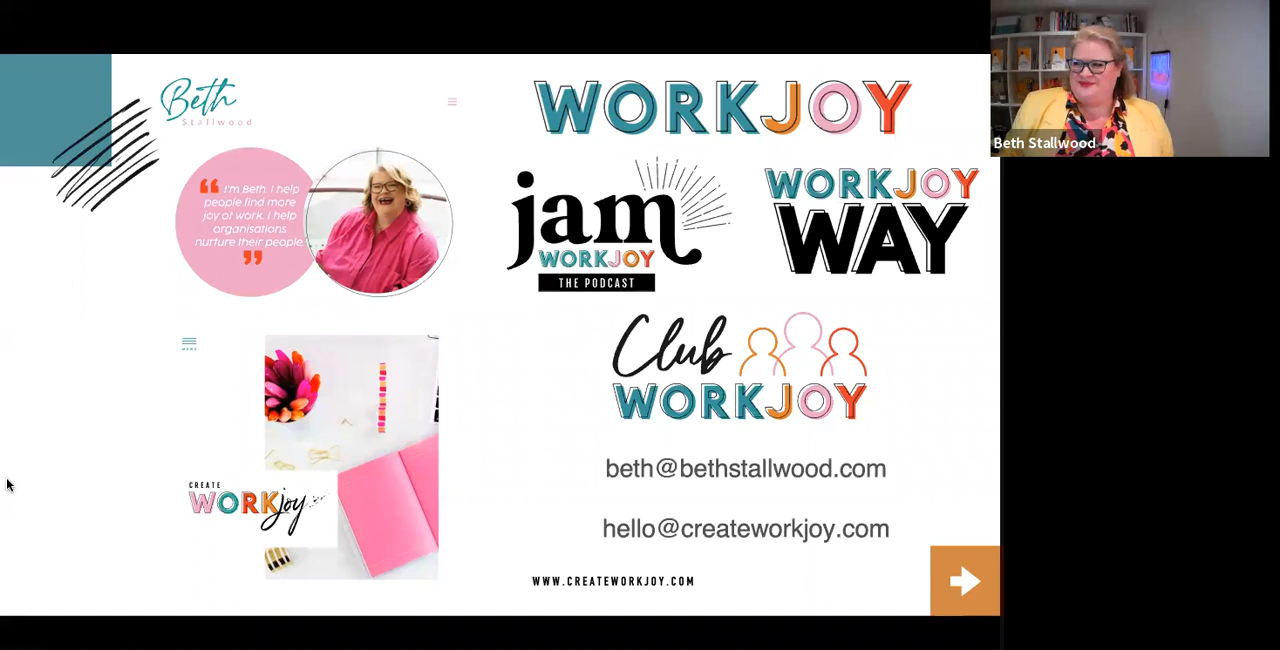 Beth
Stallwood
WORKJOY
Beth Stallwood
“ I'm Beth. I help
people find more
joy at work. I help
organisations
nurture their people
”
jam
WORKJOY
THE PODCAST
WORKJOY
WAY
Club
WORKJOY
MENU
CREATE
WORKjoy
beth@bethstallwood.com
hello@createworkjoy.com
WWW.CREATEWORKJOY.COM